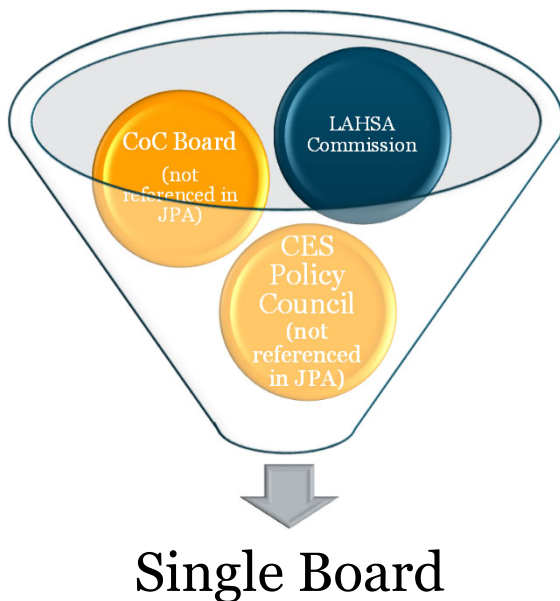 CoC Board
(not
referenced in
JPA)
LAHSA
Commission
CES
Policy
Council
(not
referenced
in JPA)
Single Board